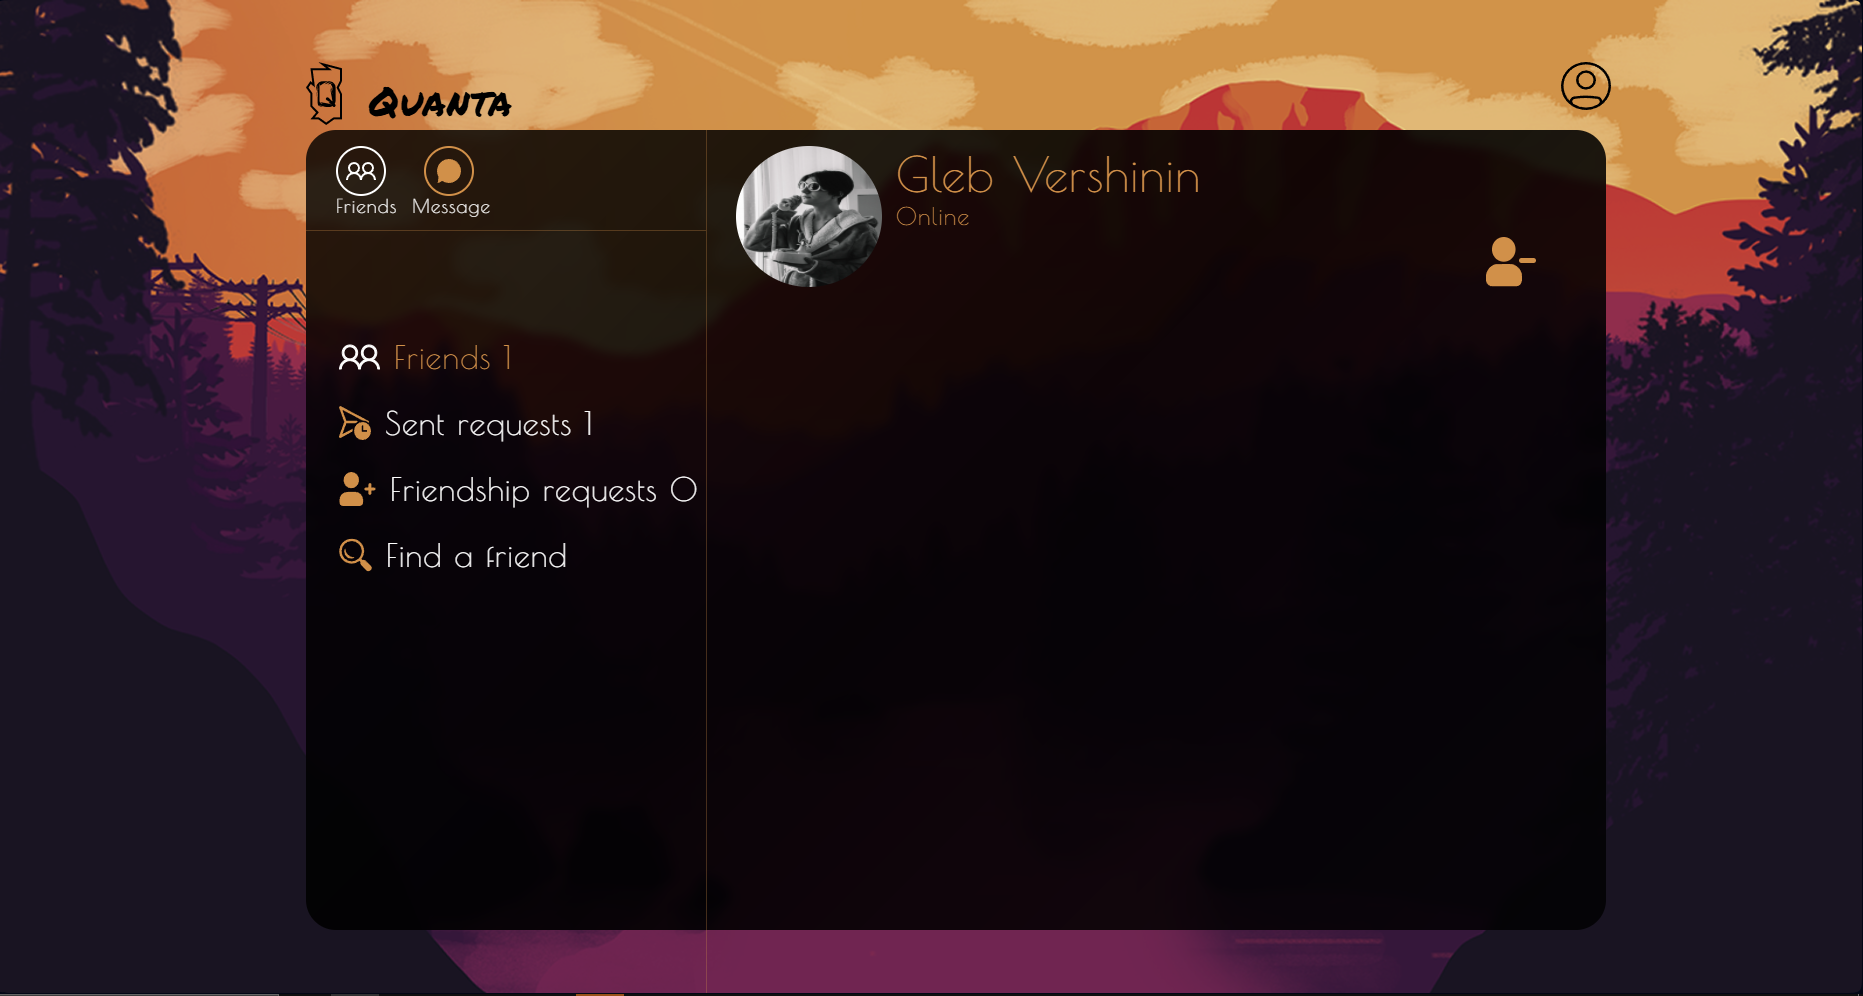 Q QUANTA
Friends Message
Gleb Vershinin
Online
Friends 1
Sent requests 1
Friendship requests 0
Find a friend